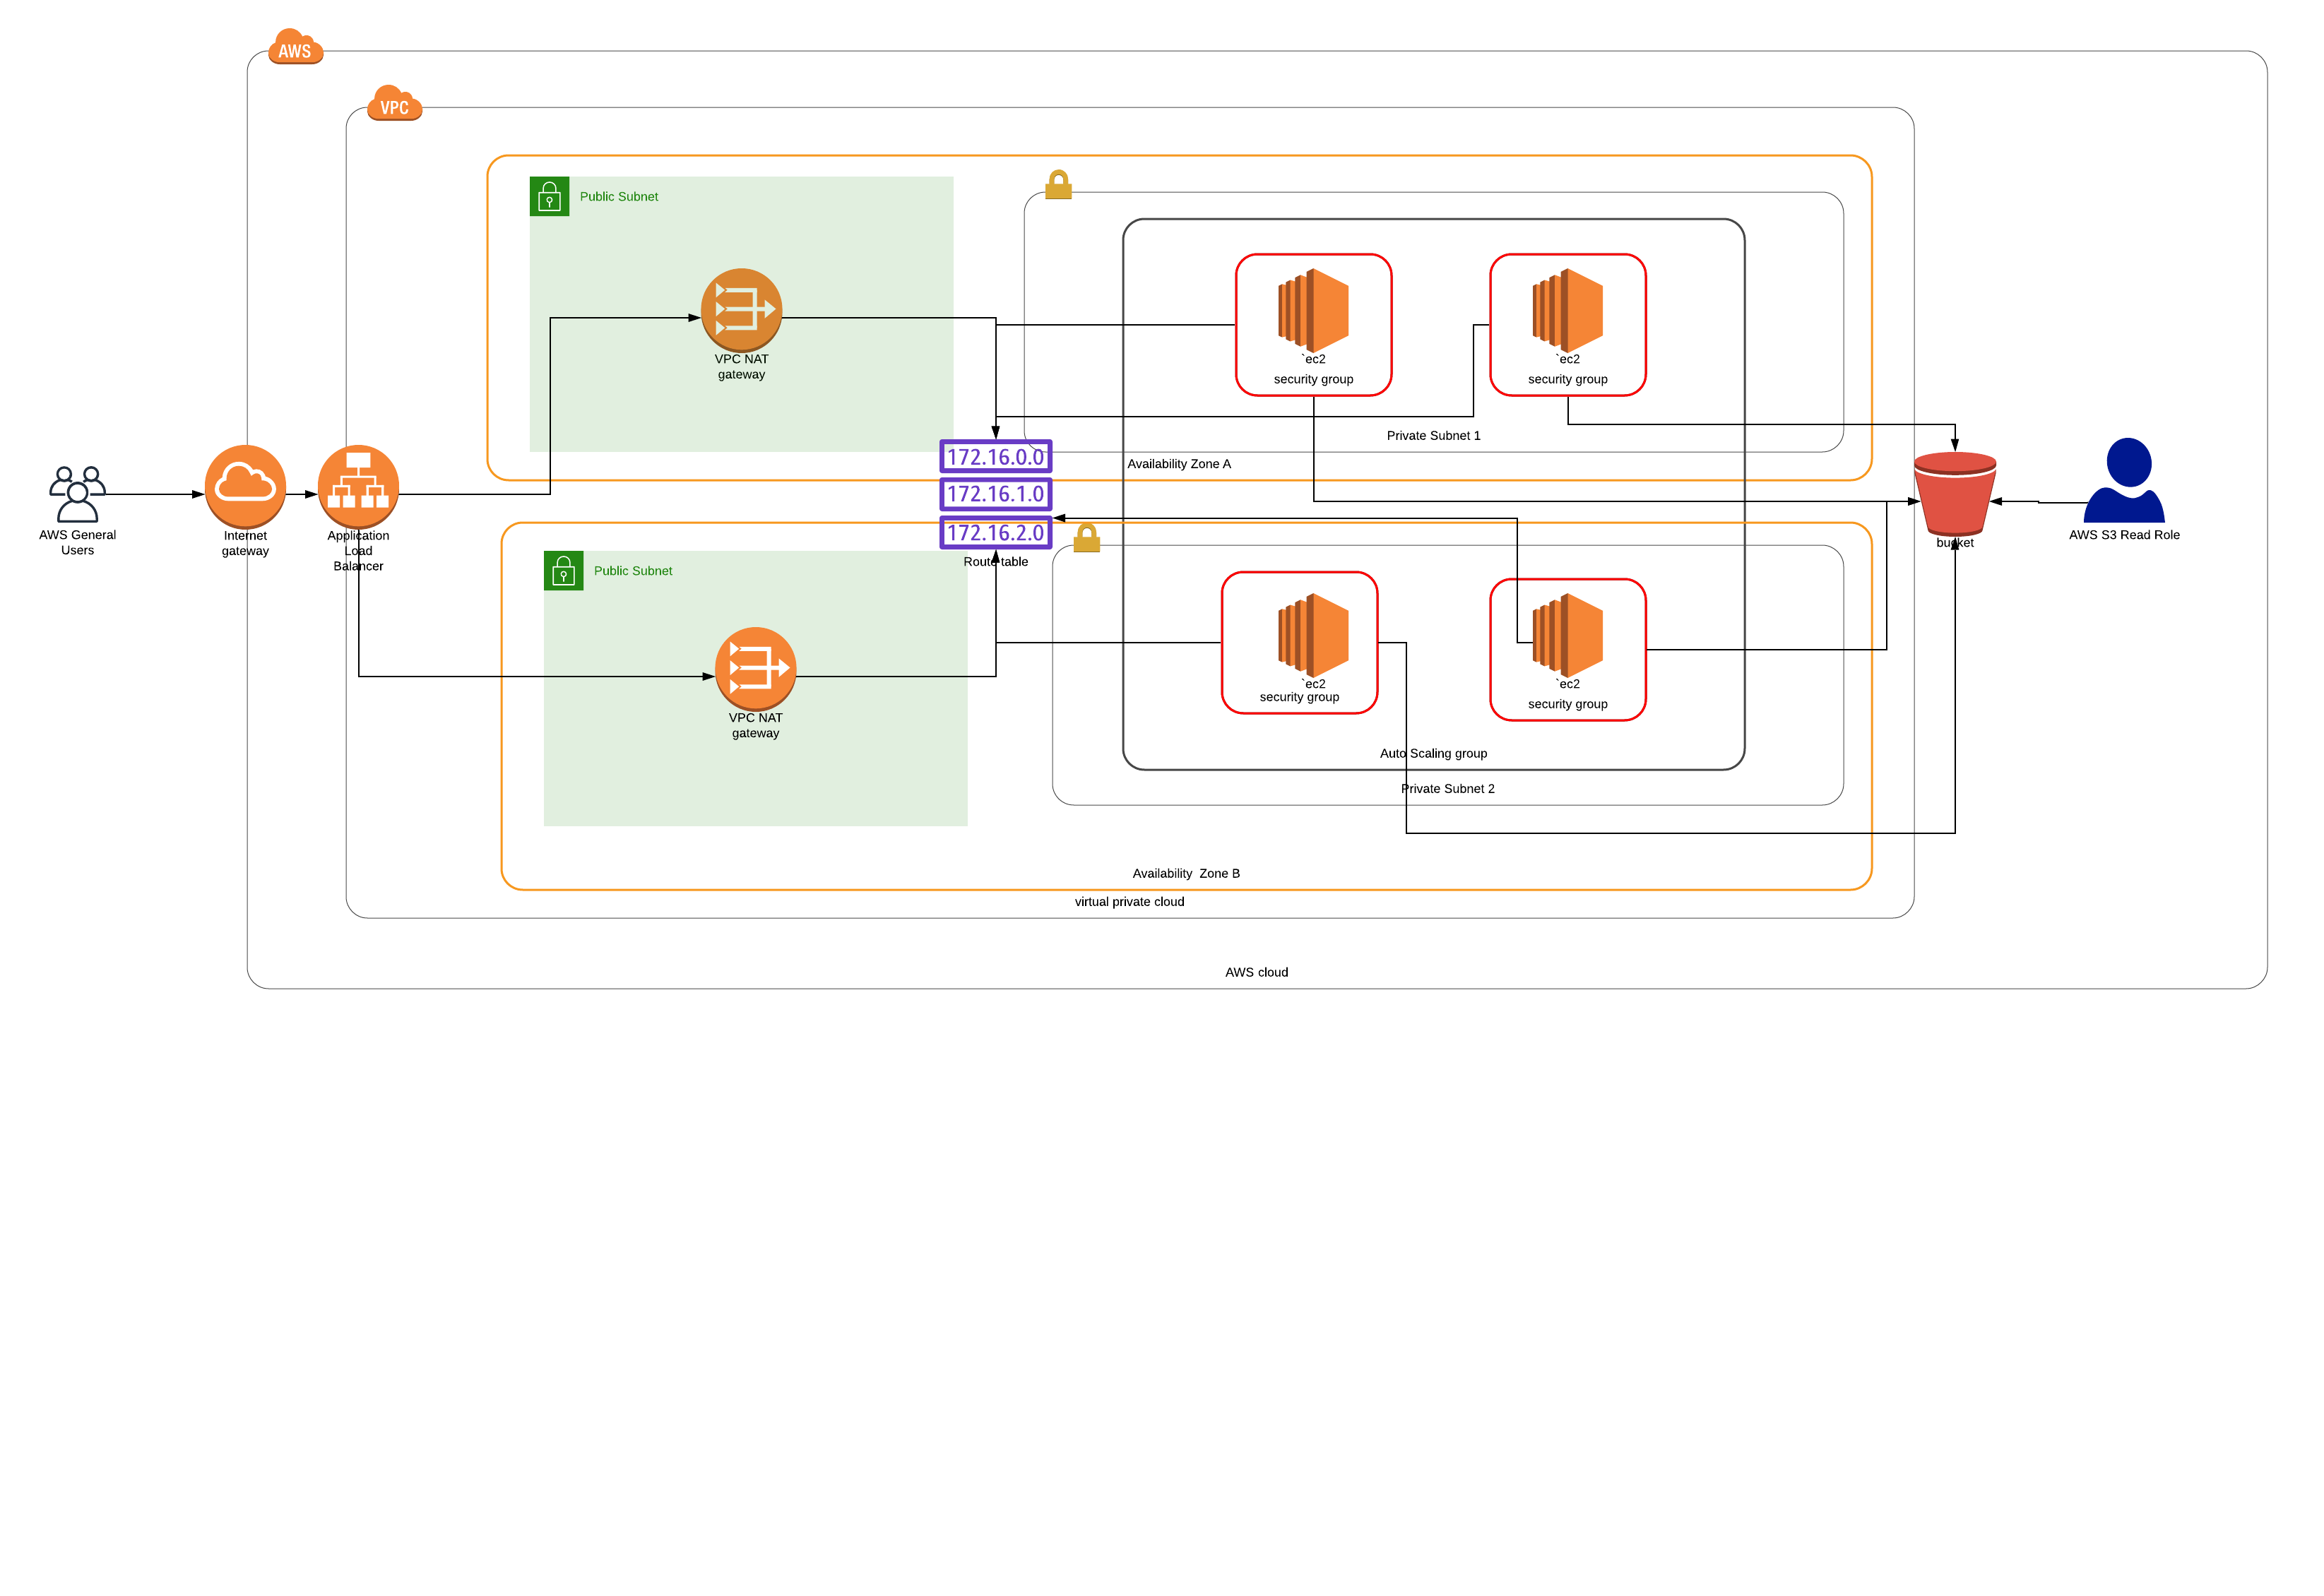 AWS
VPC
Public Subnet
VPC NAT
gateway
`ec2
security group
`ec2
security group
Private Subnet 1
Availability Zone A
172.16.0.0
172.16.1.0
172.16.2.0
Route table
AWS General
Users
Internet
gateway
Application
Load
Balancer
bucket
AWS S3 Read Role
Public Subnet
VPC NAT
gateway
`ec2
security group
`ec2
security group
Auto Scaling group
Private Subnet 2
Availability  Zone B
virtual private cloud
AWS cloud